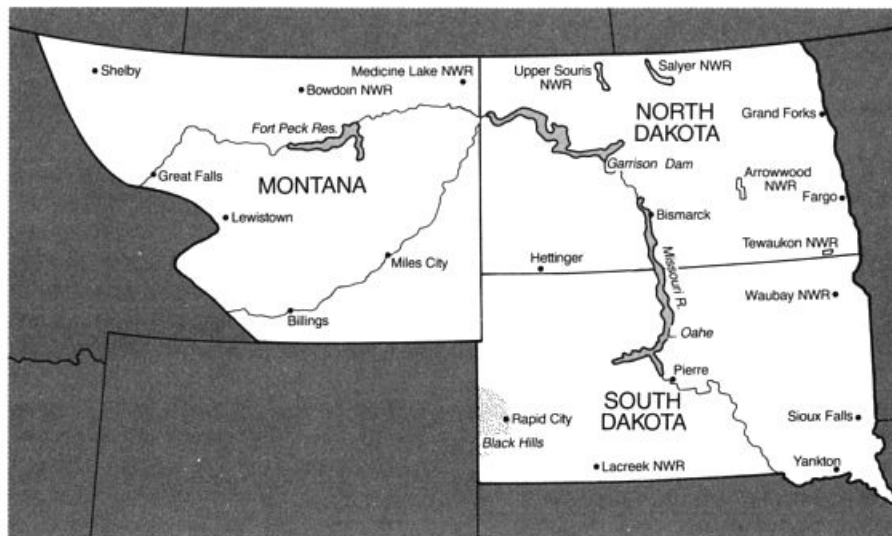 Shelby
Medicine Lake NWR
Bowdoin NWR
Fort Peck Res.
Great Falls
MONTANA
Lewistown
Miles City
Billings
Upper Souris
NWR
Salyer NWR
NORTH
DAKOTA
Grand Forks
Garrison Dam
Arrowwood
NWR
Fargo
Bismarck
Tewaukon NWR
Hettinger
Missouri R.
Waubay NWR
Oahe
Pierre
SOUTH
DAKOTA
Rapid City
Black Hills
Sioux Falls
Lacreek NWR
Yankton